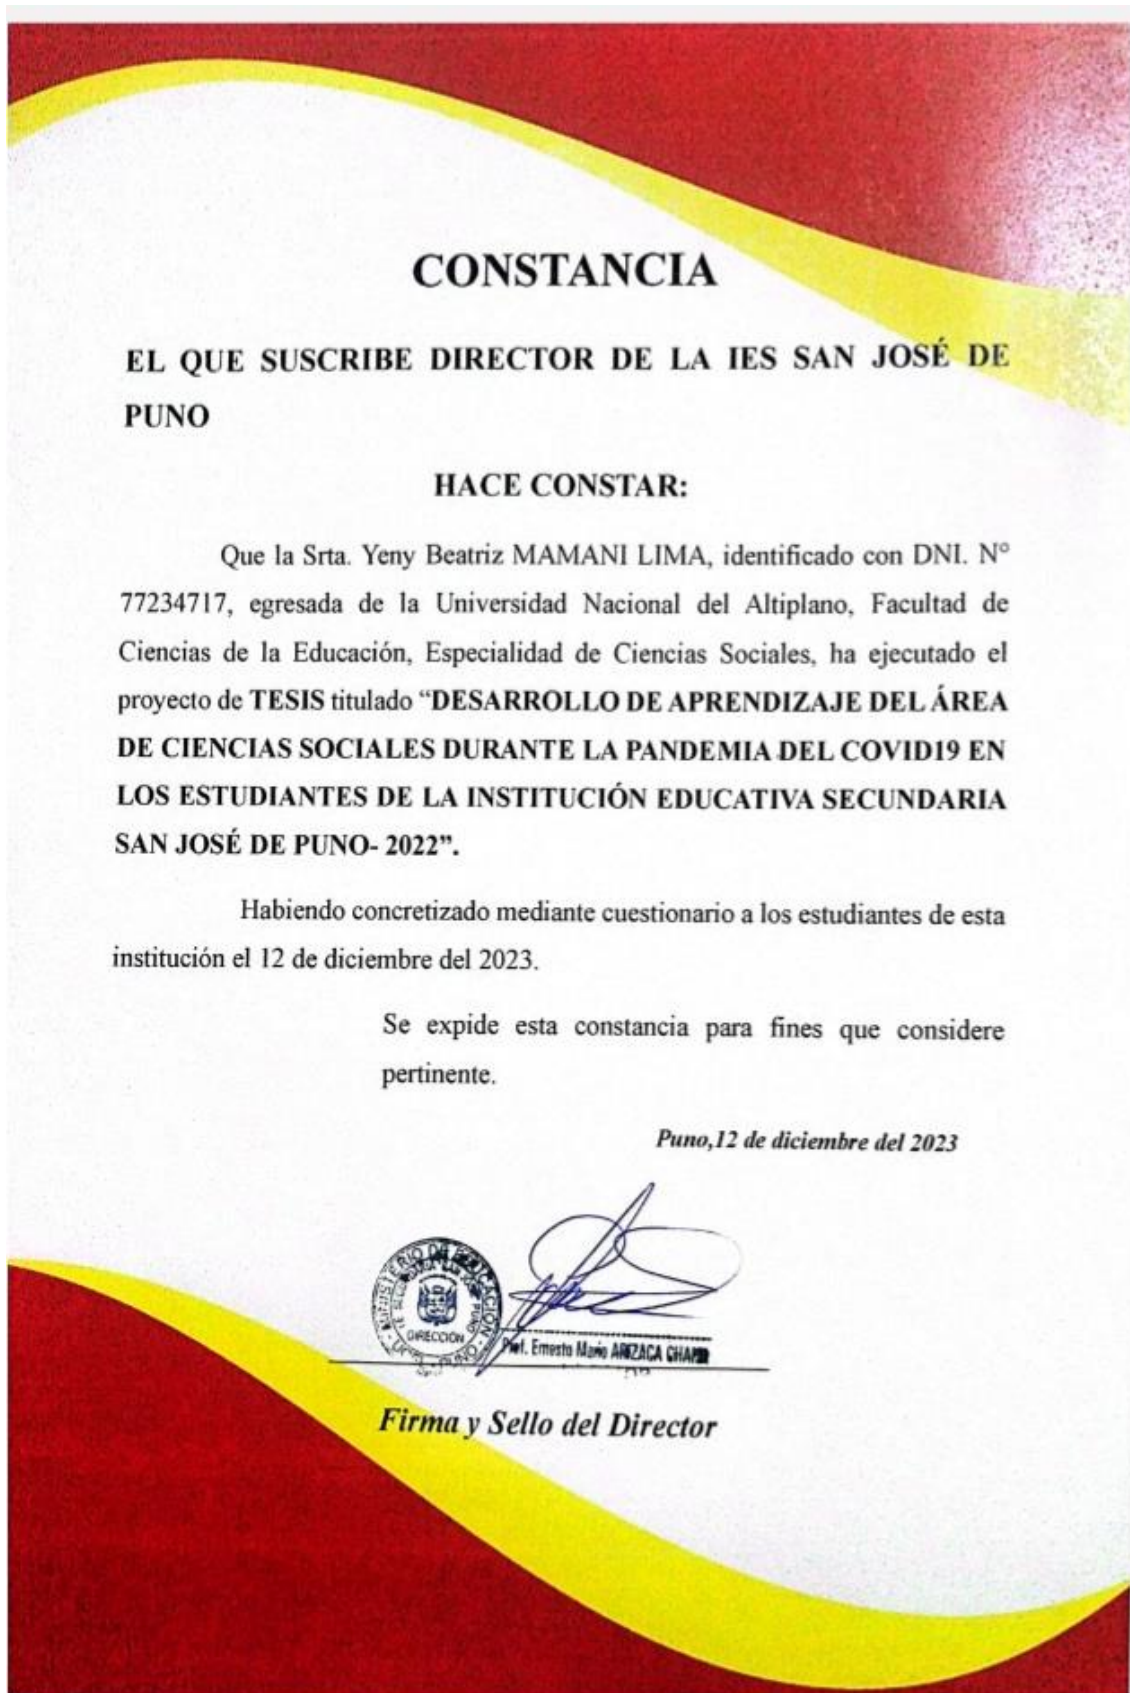 CONSTANCIA
EL QUE SUSCRIBE DIRECTOR DE LA IES SAN JOSÉ DE
PUNO
HACE CONSTAR:
Que la Srta. Yeny Beatriz MAMANI LIMA, identificado con DNI. N°
77234717, egresada de la Universidad Nacional del Altiplano, Facultad de
Ciencias de la Educación, Especialidad de Ciencias Sociales, ha ejecutado el
proyecto de TESIS titulado “DESARROLLO DE APRENDIZAJE DEL ÁREA
DE CIENCIAS SOCIALES DURANTE LA PANDEMIA DEL COVID19 EN
LOS ESTUDIANTES DE LA INSTITUCIÓN EDUCATIVA SECUNDARIA
SAN JOSÉ DE PUNO- 2022”.
Habiendo concretizado mediante cuestionario a los estudiantes de esta
institución el 12 de diciembre del 2023.
Se expide esta constancia para fines que considere
pertinente.
Puno,12 de diciembre del 2023
MINISTERIO DE EDUCACIÓN
DIRECCIÓN
Prof. Ernesto Mario ARIZACA
Firma y Sello del Director